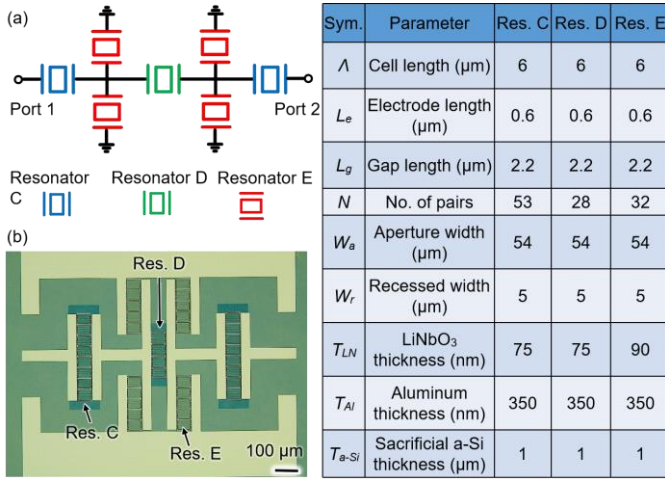 (a)
Port 1
Port 2
Resonator C
Resonator D
Resonator E
(b)
Res. D
Res. C
Res. E
100 μm
Sym. Parameter Res. C Res. D Res. E
Λ Cell length (μm) 6 6 6
Lₑ Electrode length (μm) 0.6 0.6 0.6
L_g Gap length (μm) 2.2 2.2 2.2
N No. of pairs 53 28 32
Wₐ Aperture width (μm) 54 54 54
Wᵣ Recessed width (μm) 5 5 5
T_LN LiNbO₃ thickness (nm) 75 75 90
T_Al Aluminum thickness (nm) 350 350 350
T_a-Si Sacrificial a-Si thickness (μm) 1 1 1